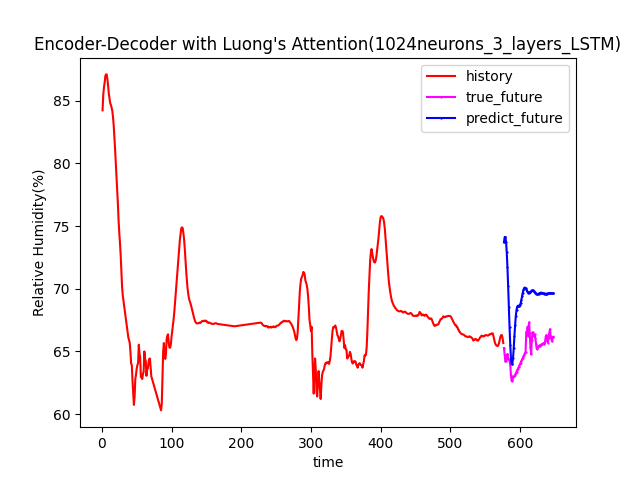 Encoder-Decoder with Luong's Attention(1024neurons_3_layers_LSTM)
history
true_future
predict_future
Relative Humidity(%)
85
80
75
70
65
60
0 100 200 300 400 500 600
time